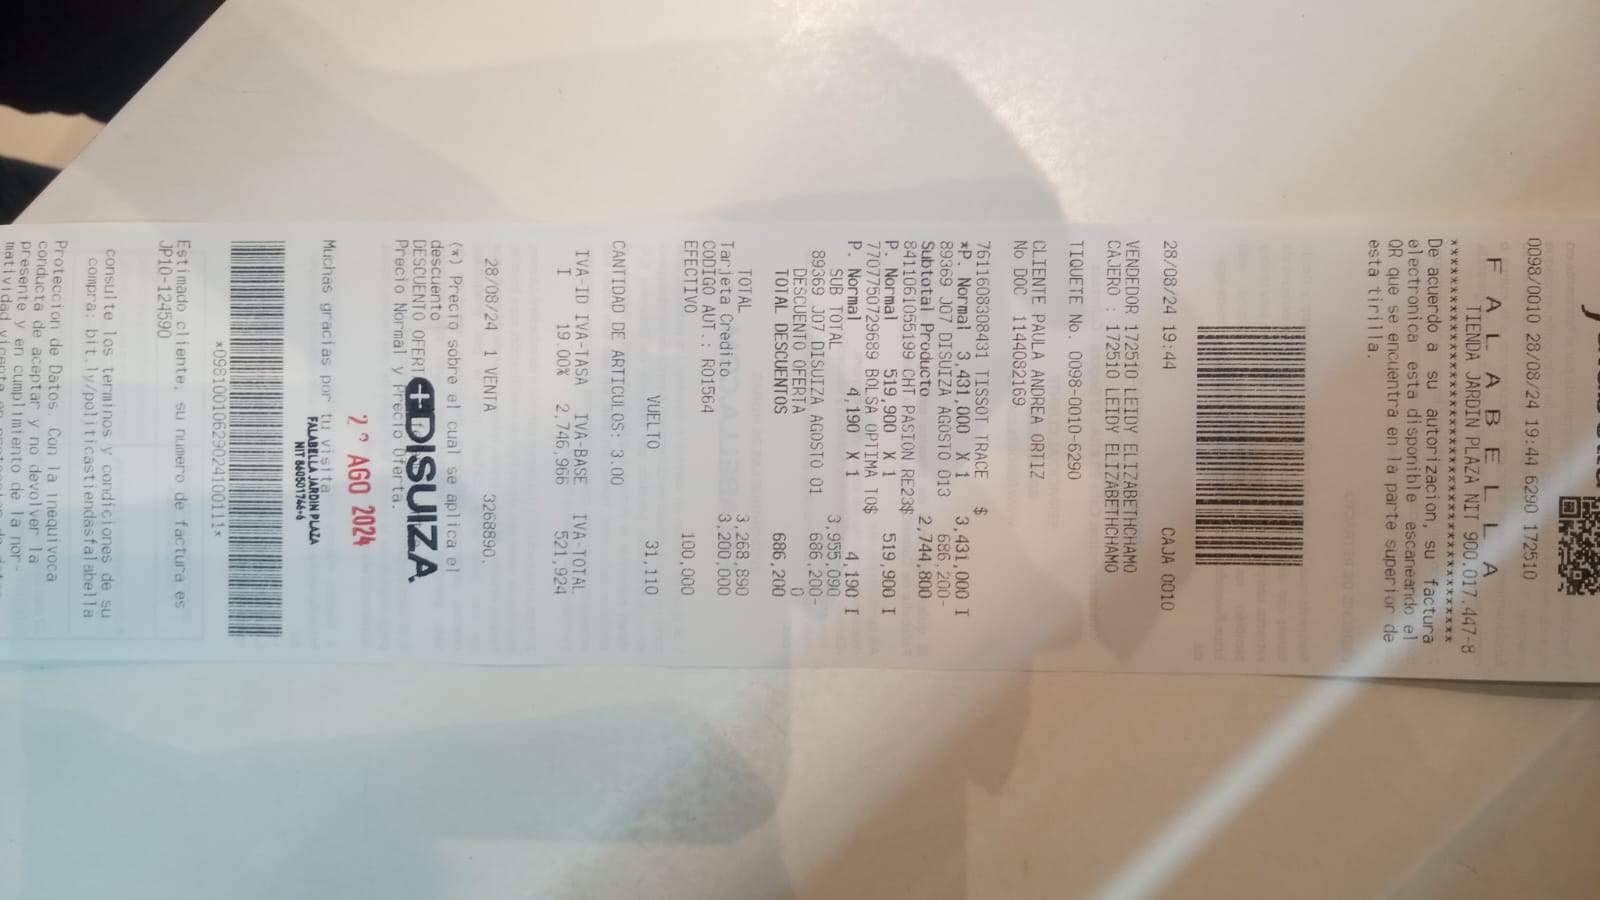 0098/0010 28/08/24 19:44 6290 172510
F A L A B E L L A
TIENDA JARDIN PLAZA NIT 900.017.447-8
**************************************
De acuerdo a su autorizacion, su factura
electronica esta disponible escaneando el
QR que se encuentra en la parte superior de
esta tirilla.
28/08/24 19:44 CAJA 0010
VENDEDOR 172510 LEIDY ELIZABETHCHAMO
CAJERO : 172510 LEIDY ELIZABETHCHAMO
TIQUETE No. 0098-0010-6290
CLIENTE PAULA ANDREA ORTIZ
No DOC 1144082169
7611608308431 TISSOT TRACE $
*P. Normal 3,431,000 X 1 3,431,000 I
89369 J07 DISUIZA AGOSTO 013 686,200-
Subtotal Producto 2,744,800
8411061055199 CHT PASION RE23$
P. Normal 519,900 X 1 519,900 I
7707750729689 BOLSA OPTIMA TO$
P. Normal 4,190 X 1 4,190 I
SUB TOTAL 3,955,090
89369 J07 DISUIZA AGOSTO 01 686,200-
DESCUENTO OFERTA 0
TOTAL DESCUENTOS 686,200
TOTAL 3,268,890
Tarjeta Credito 3,200,000
CODIGO AUT.: R01564
EFECTIVO 100,000
VUELTO 31,110
CANTIDAD DE ARTICULOS: 3.00
IVA-ID IVA-TASA IVA-BASE IVA-TOTAL
I 19.00% 2,746,966 521,924
28/08/24 1 VENTA 3268890.
(*) Precio sobre el cual se aplica el
descuento
DESCUENTO OFERT
+DISUIZA
Precio Normal y Precio Oferta.
AGO 2024
Muchas gracias por tu visita
FALABELLA JARDIN PLAZA
NIT 860501746-6
*09810010629024100111*
Estimado cliente, su numero de factura es
JP10-124590
consulte los terminos y condiciones de su
compra: bit.ly/politicastiendasfalabella
Proteccion de Datos. Con la inequivoca
conducta de aceptar y no devolver la
presente y en cumplimiento de la nor-